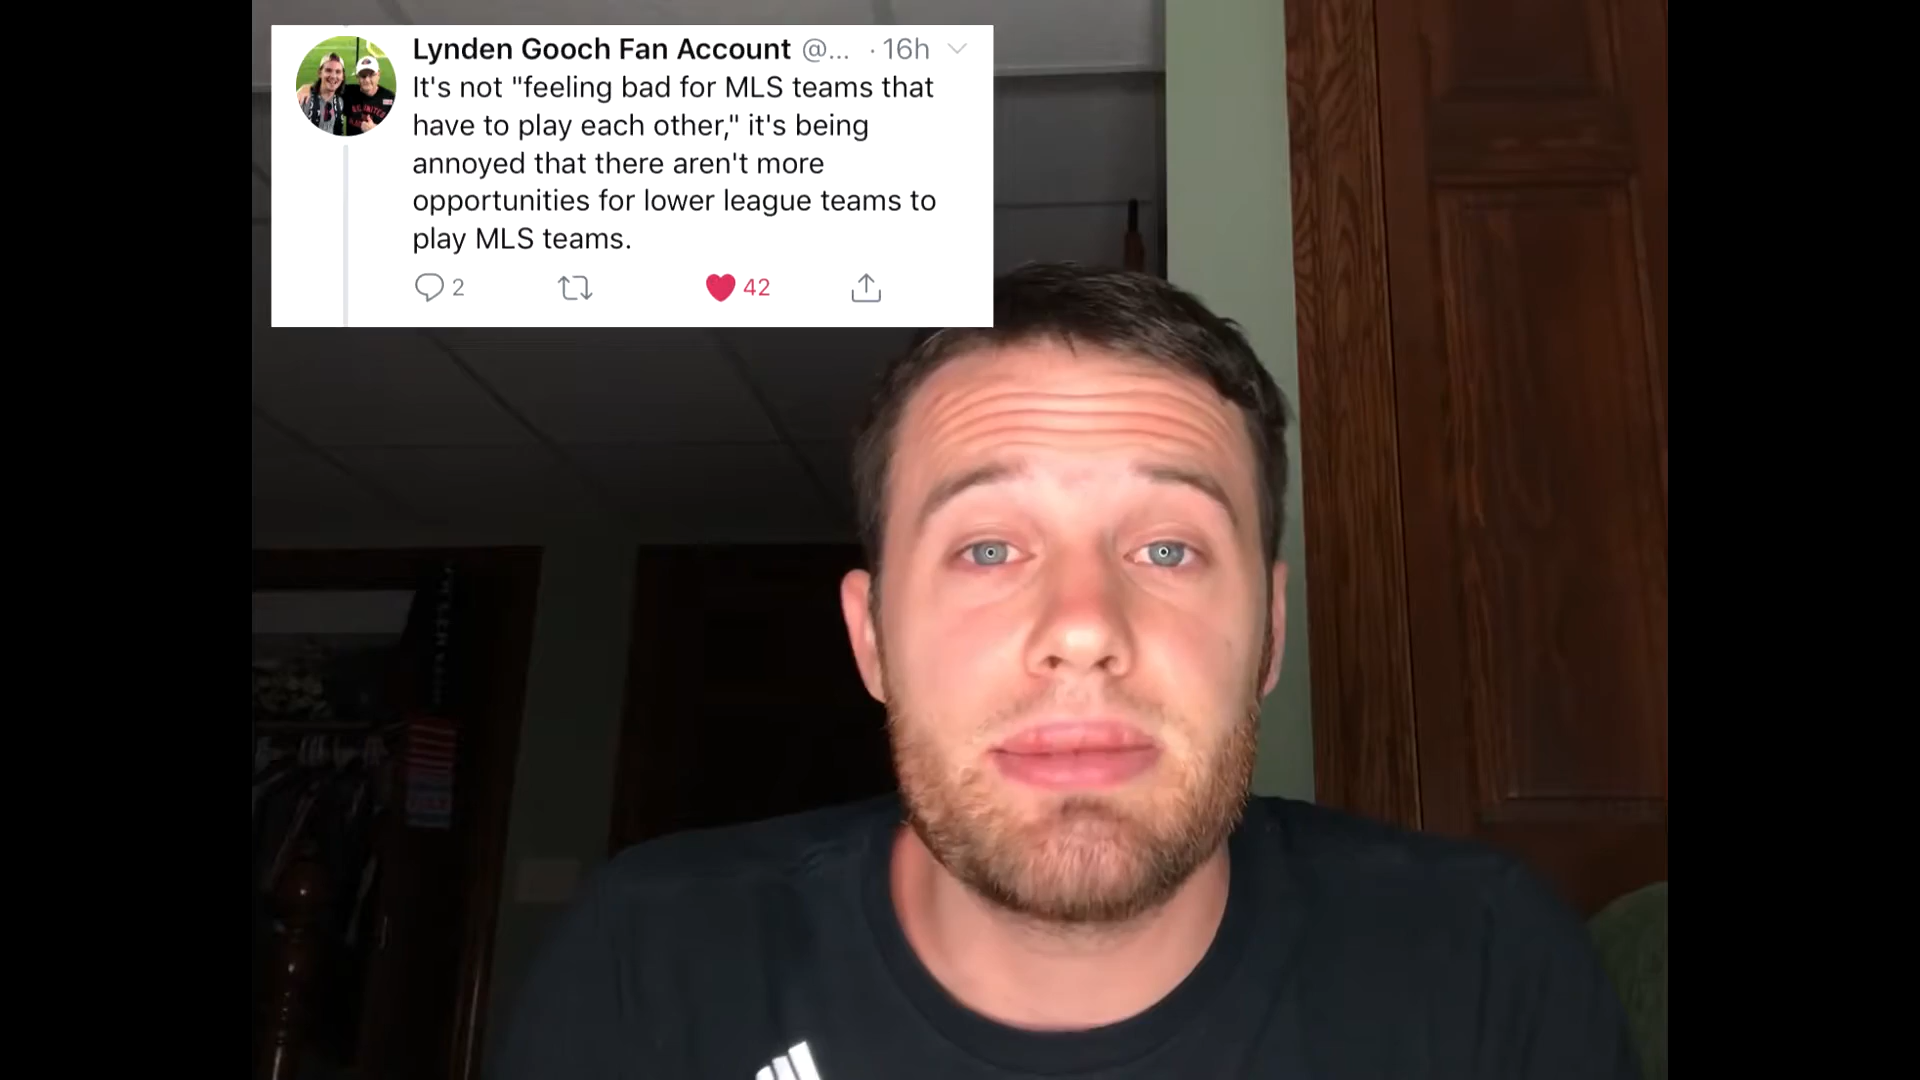 Lynden Gooch Fan Account @... · 16h
It's not "feeling bad for MLS teams that
have to play each other," it's being
annoyed that there aren't more
opportunities for lower league teams to
play MLS teams.
2 42